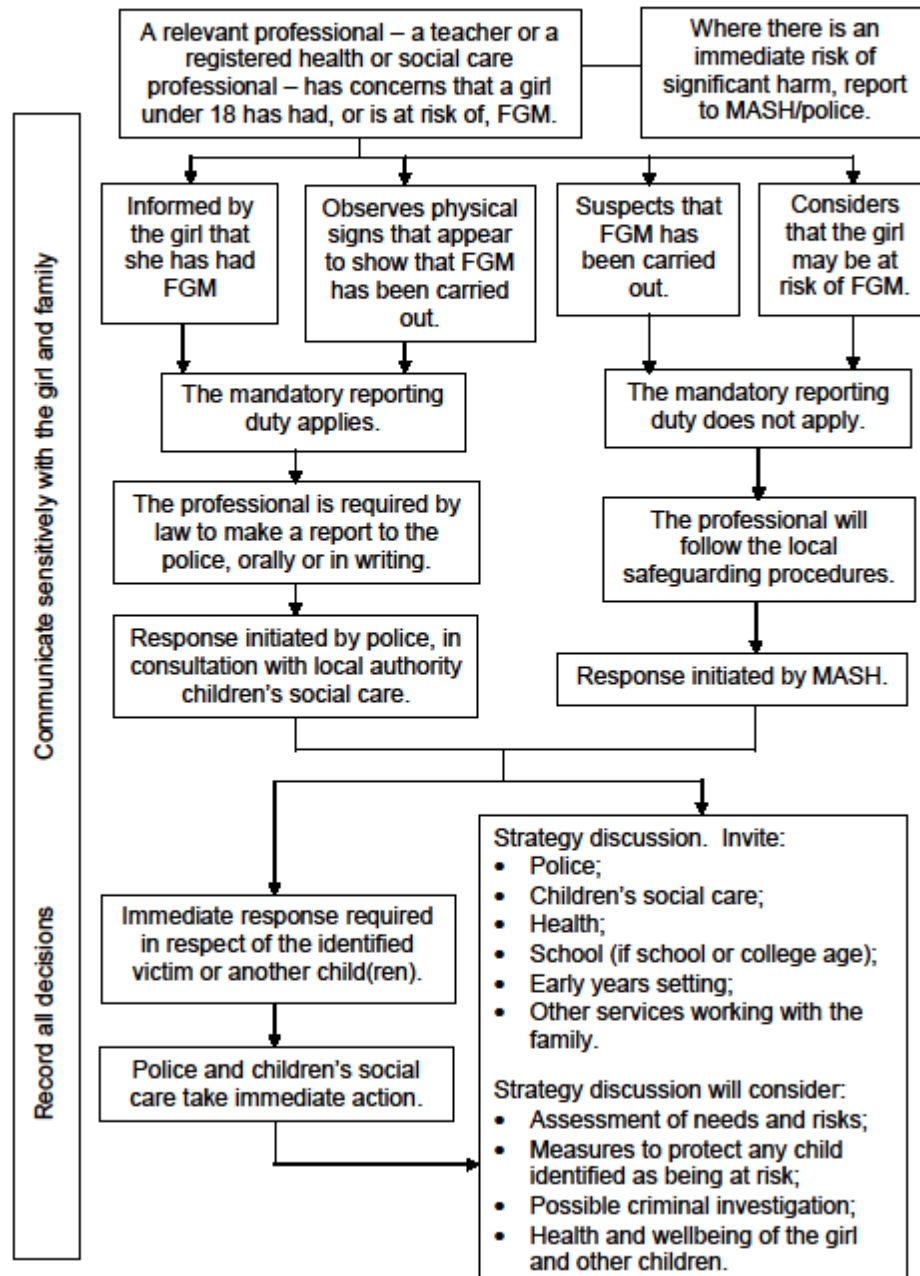 A relevant professional – a teacher or a
registered health or social care
professional – has concerns that a girl
under 18 has had, or is at risk of, FGM.
Where there is an
immediate risk of
significant harm, report
to MASH/police.
Informed by
the girl that
she has had
FGM
Observes physical
signs that appear
to show that FGM
has been carried
out.
Suspects that
FGM has
been carried
out.
Considers
that the girl
may be at
risk of FGM.
The mandatory reporting
duty applies.
The mandatory reporting
duty does not apply.
The professional is required by
law to make a report to the
police, orally or in writing.
The professional will
follow the local
safeguarding procedures.
Response initiated by police, in
consultation with local authority
children's social care.
Response initiated by MASH.
Immediate response required
in respect of the identified
victim or another child(ren).
Police and children's social
care take immediate action.
Strategy discussion. Invite:
• Police;
• Children's social care;
• Health;
• School (if school or college age);
• Early years setting;
• Other services working with the
family.
Strategy discussion will consider:
• Assessment of needs and risks;
• Measures to protect any child
identified as being at risk;
• Possible criminal investigation;
• Health and wellbeing of the girl
and other children.
Communicate sensitively with the girl and family
Record all decisions